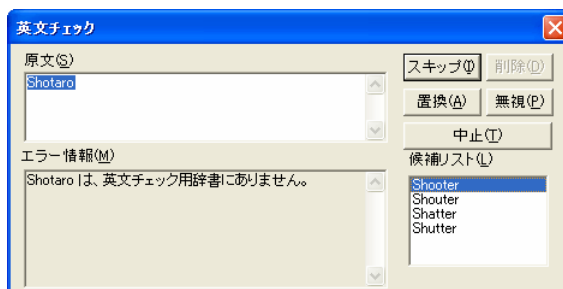 英文チェック
原文(S)
Shotaro
スキップ(I)
削除(D)
置換(A)
無視(P)
中止(T)
エラー情報(M)
Shotaro は、英文チェック用辞書にありません。
候補リスト(L)
Shooter
Shouter
Shatter
Shutter